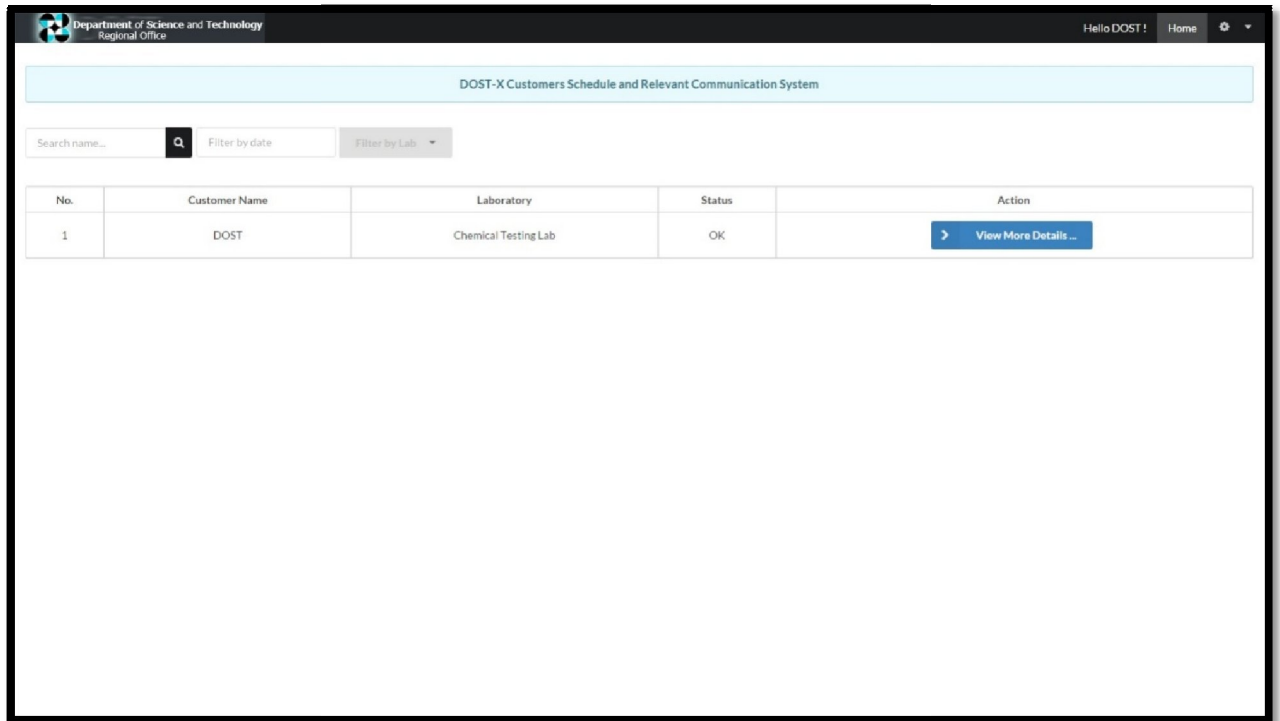 Department of Science and Technology
Regional Office
Hello DOST !
Home
DOST-X Customers Schedule and Relevant Communication System
Search name...
Filter by date
Filter by Lab
No. Customer Name Laboratory Status Action
1 DOST Chemical Testing Lab OK View More Details ...